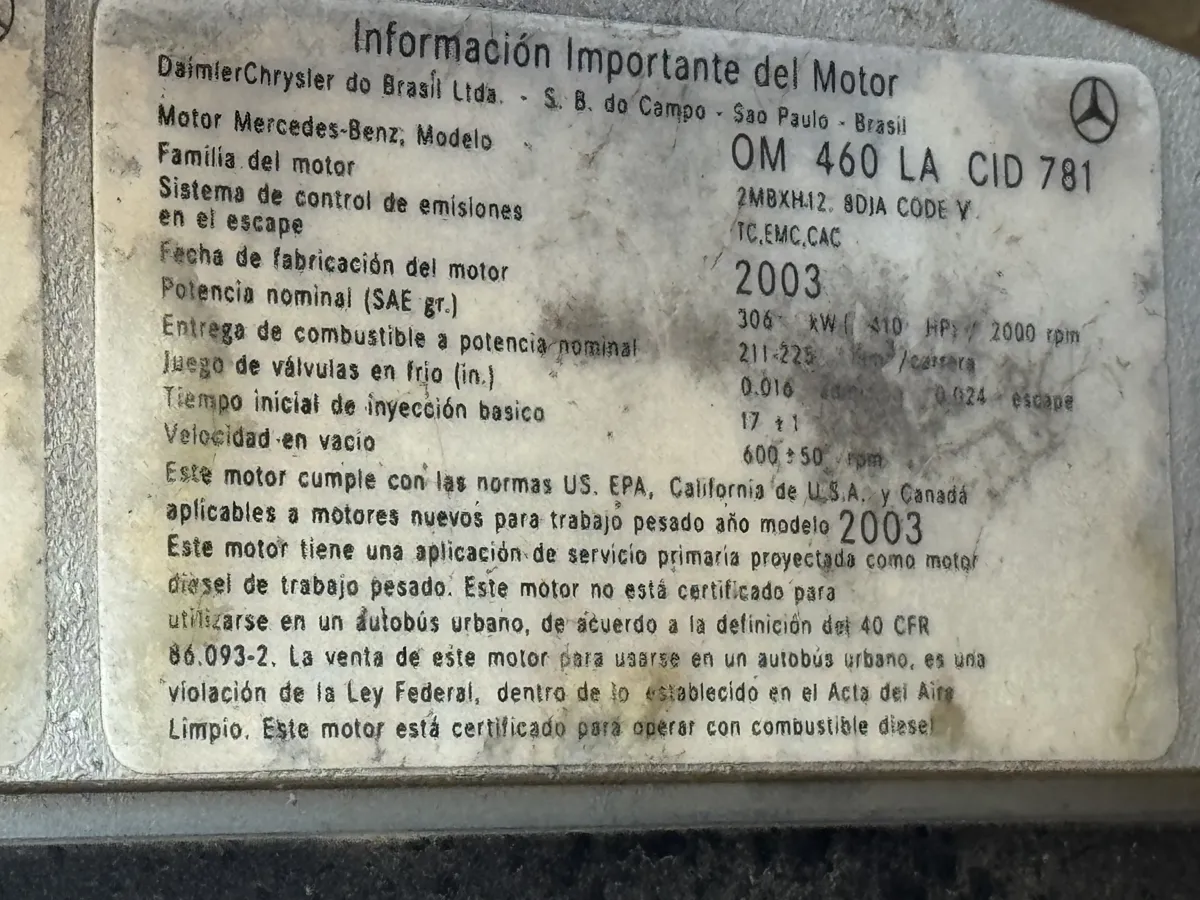 Información Importante del Motor
DaimlerChrysler do Brasil Ltda. - S. B. do Campo - Sao Paulo - Brasil
Motor Mercedes-Benz, Modelo OM 460 LA CID 781
Familia del motor 2MBXH.12. 8DJA CODE V
Sistema de control de emisiones
en el escape TC,EMC,CAC
Fecha de fabricación del motor 2003
Potencia nominal (SAE gr.) 306 kW( 410 HP) / 2000 rpm
Entrega de combustible a potencia nominal 211-225 /carrera
Juego de válvulas en frio (in.) 0.016 0.024 escape
Tiempo inicial de inyección basico 17 ± 1
Velocidad en vacio 600 ± 50 rpm
Este motor cumple con las normas US. EPA, California de U.S.A. y Canadá
aplicables a motores nuevos para trabajo pesado año modelo 2003
Este motor tiene una aplicación de servicio primaria proyectada como motor
diesel de trabajo pesado. Este motor no está certificado para
utilizarse en un autobús urbano, de acuerdo a la definición del 40 CFR
86.093-2. La venta de este motor para usarse en un autobús urbano, es una
violación de la Ley Federal, dentro de lo establecido en el Acta del Aire
Limpio. Este motor está certificado para operar con combustible diesel